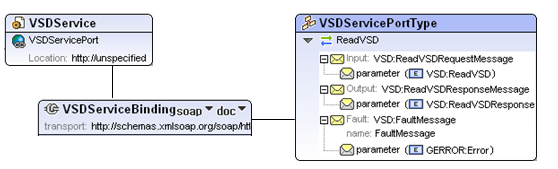 VSDService
VSDServicePort
Location: http://unspecified
VSDServiceBinding soap doc
transport: http://schemas.xmlsoap.org/soap/htt
VSDServicePortType
ReadVSD
Input: VSD:ReadVSDRequestMessage
parameter ( E VSD:ReadVSD)
Output: VSD:ReadVSDResponseMessage
parameter ( E VSD:ReadVSDResponse
Fault: VSD:FaultMessage
name: FaultMessage
parameter ( E GERROR:Error)